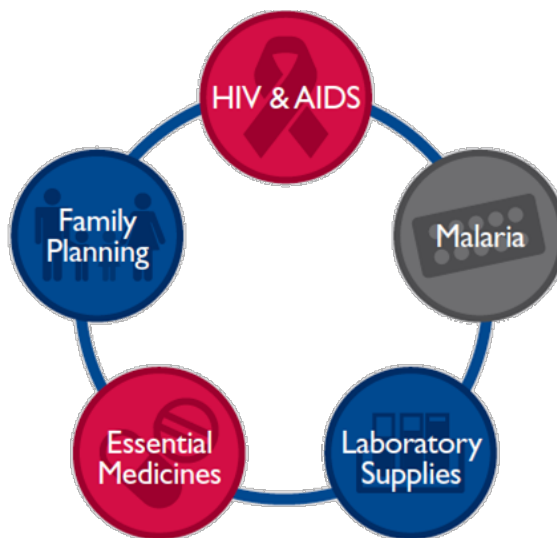 HIV & AIDS
Family
Planning
Malaria
Essential
Medicines
Laboratory
Supplies